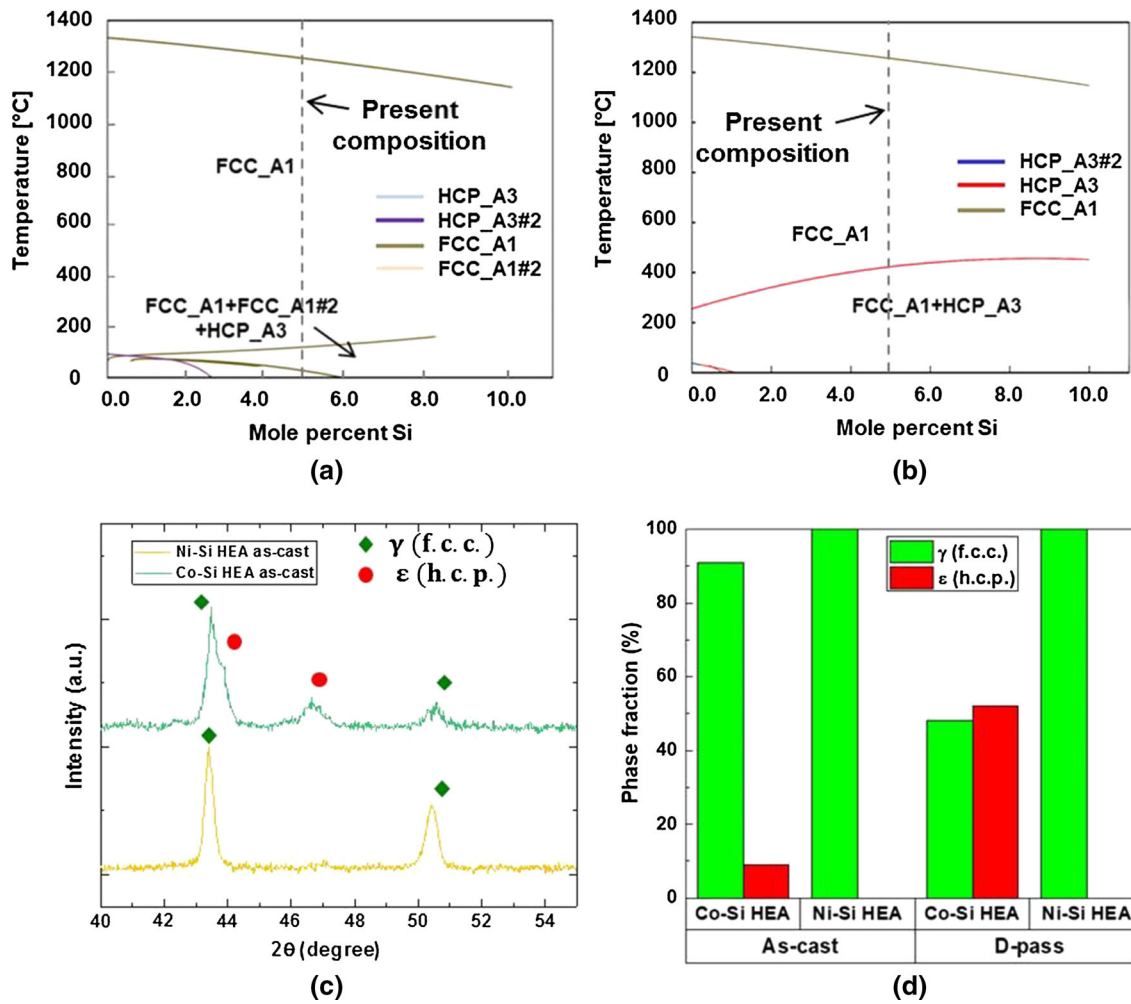 1400
1200
1000
800
600
400
200
0
Temperature [°C]
0.0 2.0 4.0 6.0 8.0 10.0
Mole percent Si
Present
composition
FCC_A1
HCP_A3
HCP_A3#2
FCC_A1
FCC_A1#2
FCC_A1+FCC_A1#2
+HCP_A3
(a)
1400
1200
1000
800
600
400
200
0
Temperature [°C]
0.0 2.0 4.0 6.0 8.0 10.0
Mole percent Si
Present
composition
HCP_A3#2
HCP_A3
FCC_A1
FCC_A1
FCC_A1+HCP_A3
(b)
Ni-Si HEA as-cast
Co-Si HEA as-cast
γ (f.c.c.)
ε (h.c.p.)
Intensity (a.u.)
40 42 44 46 48 50 52 54
2θ (degree)
(c)
100
80
60
40
20
0
Phase fraction (%)
γ (f.c.c.)
ε (h.c.p.)
Co-Si HEA Ni-Si HEA Co-Si HEA Ni-Si HEA
As-cast D-pass
(d)